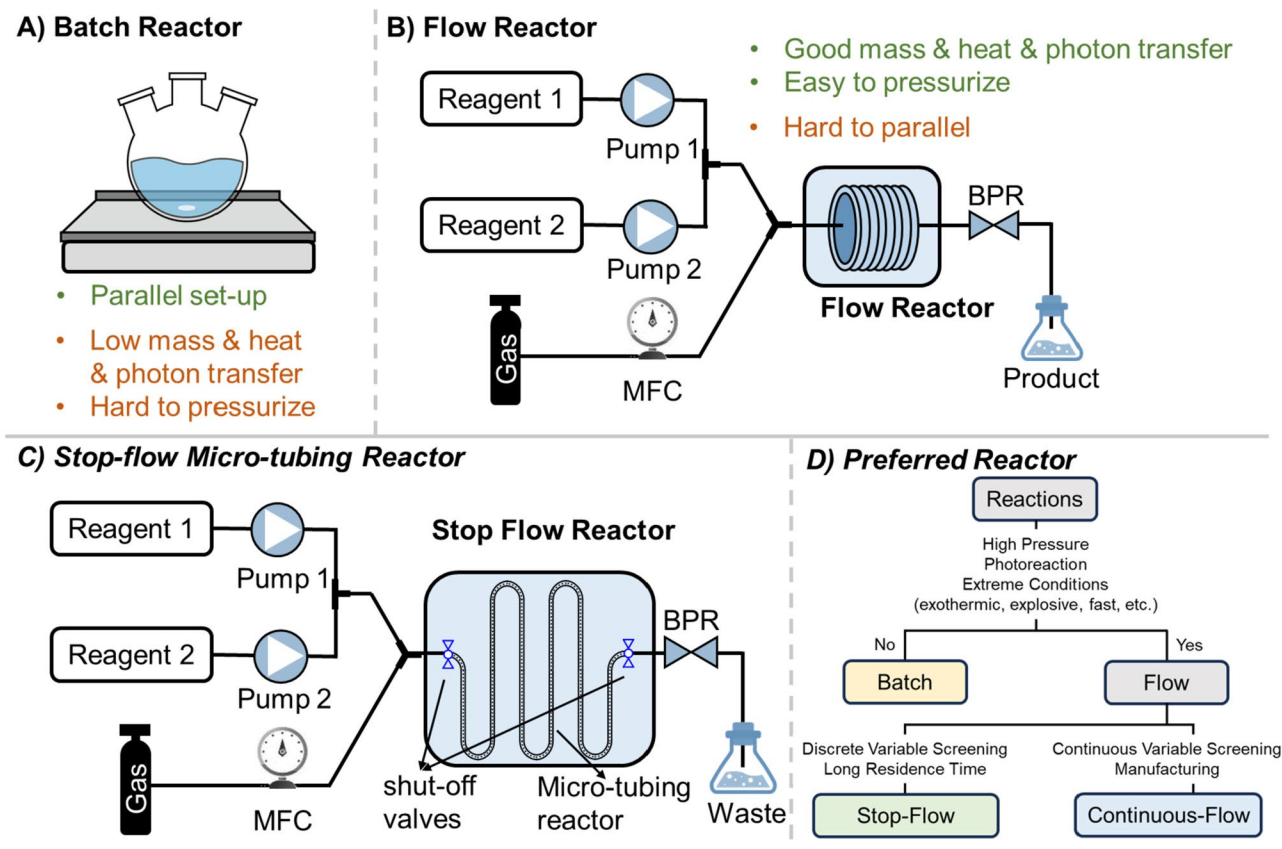 A) Batch Reactor
• Parallel set-up
• Low mass & heat
& photon transfer
• Hard to pressurize
B) Flow Reactor
• Good mass & heat & photon transfer
• Easy to pressurize
• Hard to parallel
Reagent 1
Pump 1
Reagent 2
Pump 2
Gas
MFC
Flow Reactor
BPR
Product
C) Stop-flow Micro-tubing Reactor
Reagent 1
Pump 1
Reagent 2
Pump 2
Gas
MFC
Stop Flow Reactor
BPR
shut-off
valves
Micro-tubing
reactor
Waste
D) Preferred Reactor
Reactions
High Pressure
Photoreaction
Extreme Conditions
(exothermic, explosive, fast, etc.)
No
Yes
Batch
Flow
Discrete Variable Screening
Long Residence Time
Continuous Variable Screening
Manufacturing
Stop-Flow
Continuous-Flow